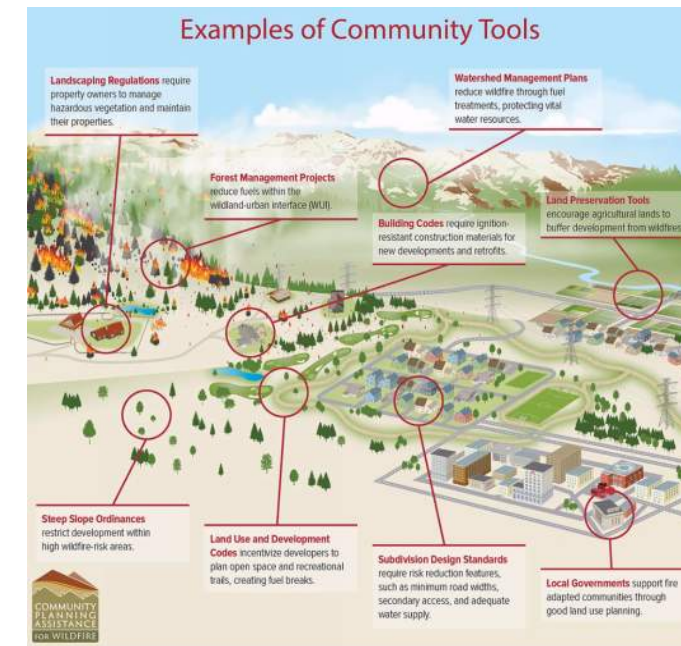 Examples of Community Tools
Landscaping Regulations require
property owners to manage
hazardous vegetation and maintain
their properties.
Watershed Management Plans
reduce wildfire through fuel
treatments, protecting vital
water resources.
Forest Management Projects
reduce fuels within the
wildland-urban interface (WUI).
Land Preservation Tools
encourage agricultural lands to
buffer development from wildfires
Building Codes require ignition-
resistant construction materials for
new developments and retrofits.
Steep Slope Ordinances
restrict development within
high wildfire-risk areas.
Land Use and Development
Codes incentivize developers to
plan open space and recreational
trails, creating fuel breaks.
Subdivision Design Standards
require risk reduction features,
such as minimum road widths,
secondary access, and adequate
water supply.
Local Governments support fire
adapted communities through
good land use planning.
COMMUNITY
PLANNING
ASSISTANCE
FOR WILDFIRE